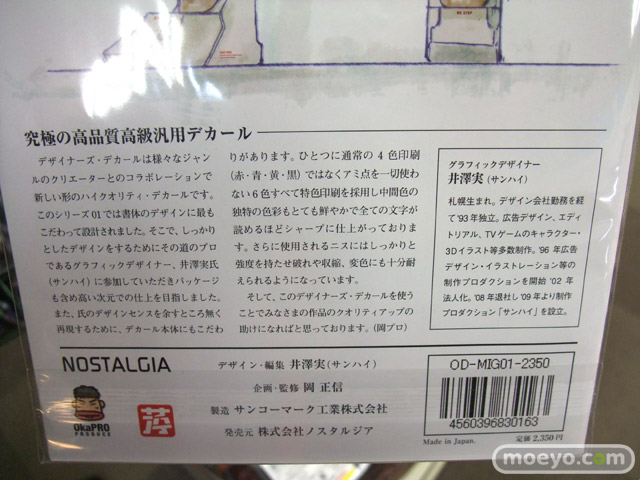 NO STEP
究極の高品質高級汎用デカール
デザイナーズ・デカールは様々なジャン
ルのクリエーターとのコラボレーションで
新しい形のハイクオリティ・デカールです。
このシリーズ01では書体のデザインに最も
こだわって設計されました。そこで、しっかり
としたデザインをするためにその道のプロ
であるグラフィックデザイナー、井澤実氏
（サンハイ）に参加していただきパッケージ
も含め高い次元での仕上を目指しました。
また、氏のデザインセンスを余すところ無く
再現するために、デカール本体にもこだわ
りがあります。ひとつに通常の4色印刷
（赤・青・黄・黒）ではなくアミ点を一切使わ
ない6色すべて特色印刷を採用し中間色の
独特の色彩もとても鮮やかで全ての文字が
読めるほどシャープに仕上がっております。
す。さらに使用されるニスにはしっかりと
強度を持たせ破れや収縮、変色にも十分耐
えられるようになっています。
そして、このデザイナーズ・デカールを使う
ことでみなさまの作品のクオリティアップの
助けになればと思っております。（岡プロ）
グラフィックデザイナー
井澤実（サンハイ）
札幌生まれ。デザイン会社勤務を経
て'93年独立。広告デザイン、エディ
トリアル、TVゲームのキャラクター・
3Dイラスト等多数制作。'96年広告
デザイン・イラストレーション等の
制作プロダクションを開始'02年
法人化。'08年退社し'09年より制作
プロダクション「サンハイ」を設立。
NOSTALGIA
デザイン・編集 井澤実（サンハイ）
企画・監修 岡 正信
製造 サンコーマーク工業株式会社
発売元 株式会社ノスタルジア
OkaPRO
PRODUCE
OD-MIG01-2350
4560396830163
Made in Japan.
定価 2,350円
moeyo.com